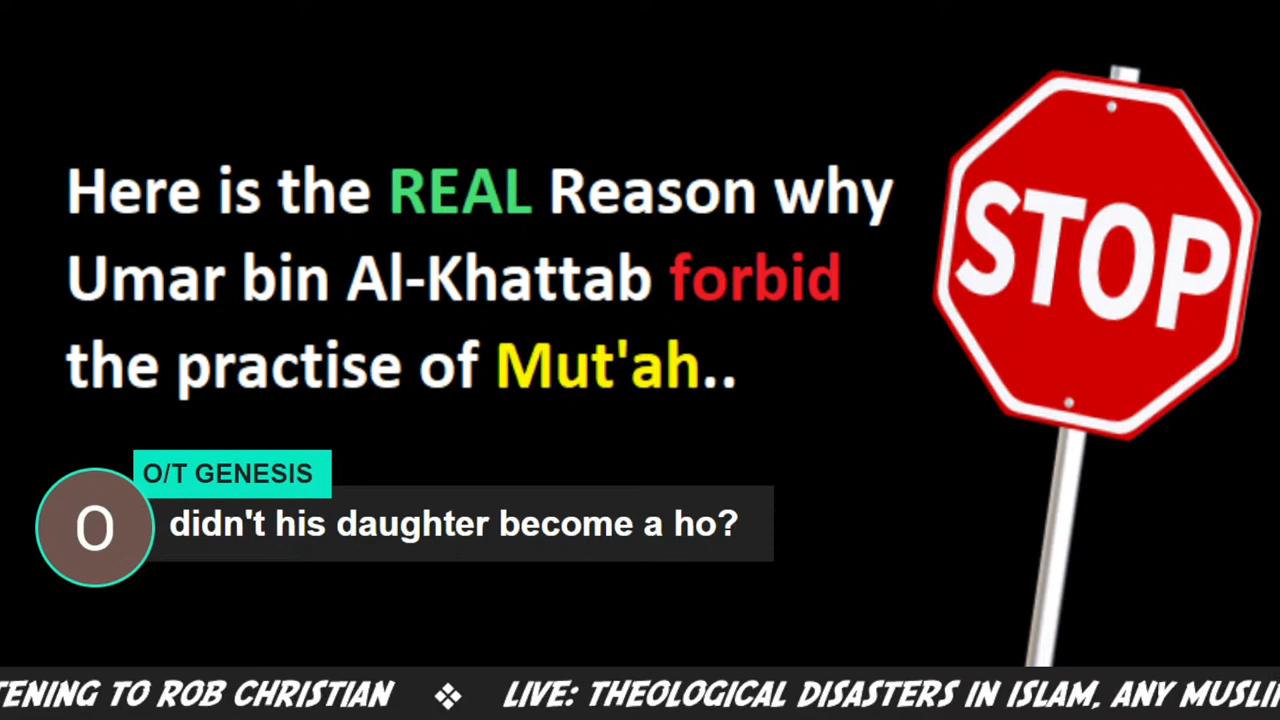 Here is the REAL Reason why
Umar bin Al-Khattab forbid
the practise of Mut'ah..
STOP
O/T GENESIS
O
didn't his daughter become a ho?
TENING TO ROB CHRISTIAN ❖ LIVE: THEOLOGICAL DISASTERS IN ISLAM, ANY MUSLI